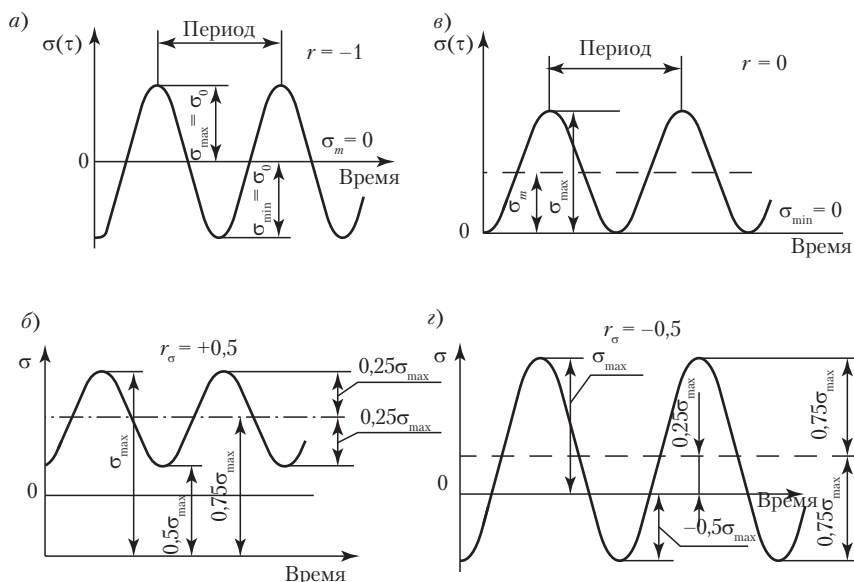 а)
σ(τ)
Период
r = −1
σmax = σ0
σm = 0
0
Время
σmin = σ0
в)
σ(τ)
Период
r = 0
σm
σmax
σmin = 0
0
Время
б)
σ
rσ = +0,5
0,25σmax
0,25σmax
σmax
0,5σmax
0,75σmax
0
Время
г)
σ
rσ = −0,5
σmax
0,25σmax
0,75σmax
0
Время
−0,5σmax
0,75σmax